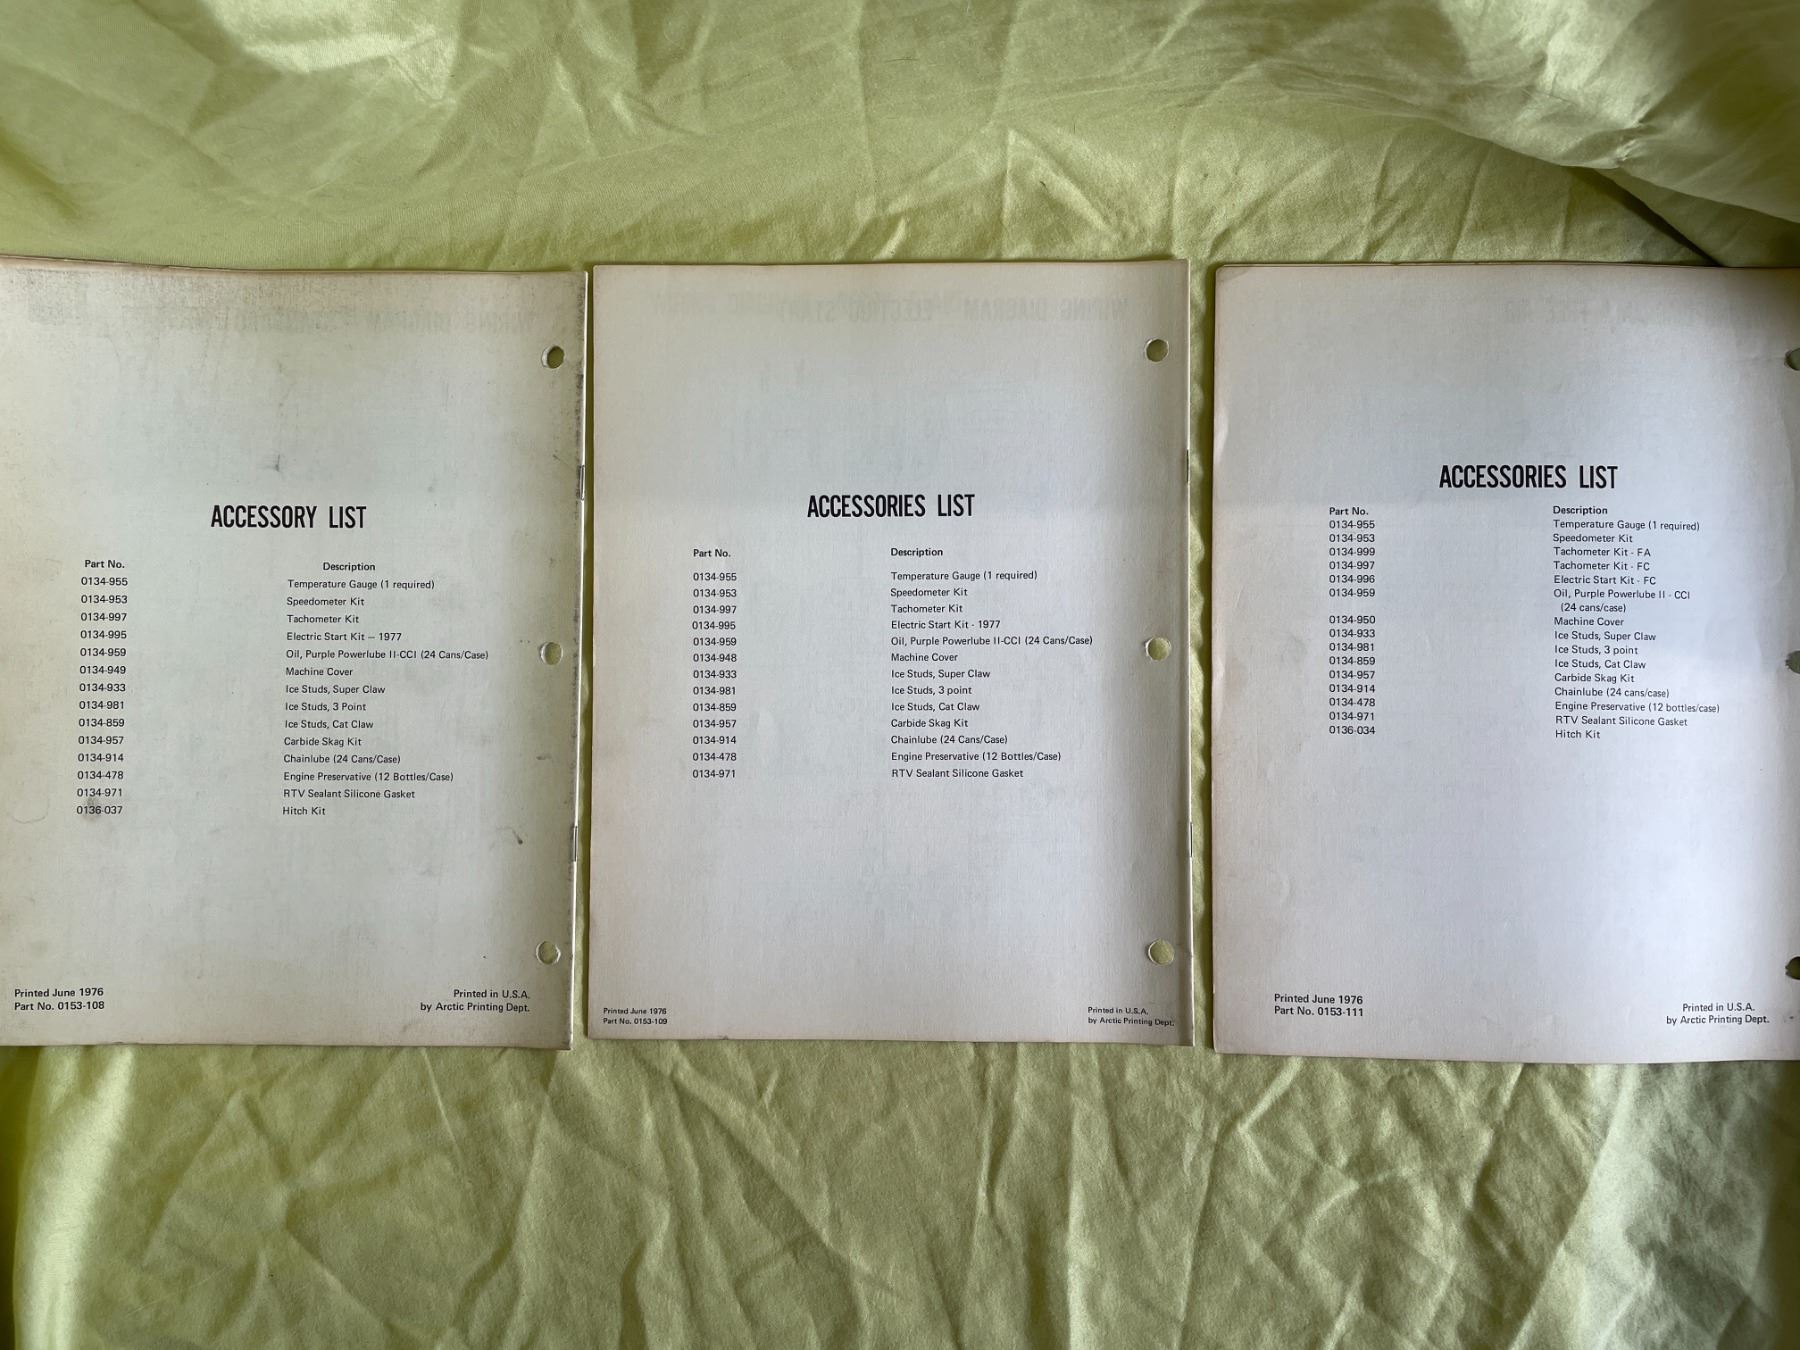 ACCESSORY LIST
Part No. Description
0134-955 Temperature Gauge (1 required)
0134-953 Speedometer Kit
0134-997 Tachometer Kit
0134-995 Electric Start Kit — 1977
0134-959 Oil, Purple Powerlube II-CCI (24 Cans/Case)
0134-949 Machine Cover
0134-933 Ice Studs, Super Claw
0134-981 Ice Studs, 3 Point
0134-859 Ice Studs, Cat Claw
0134-957 Carbide Skag Kit
0134-914 Chainlube (24 Cans/Case)
0134-478 Engine Preservative (12 Bottles/Case)
0134-971 RTV Sealant Silicone Gasket
0136-037 Hitch Kit
Printed June 1976
Part No. 0153-108
Printed in U.S.A.
by Arctic Printing Dept.
WIRING DIAGRAM ELECTRIC START
ACCESSORIES LIST
Part No. Description
0134-955 Temperature Gauge (1 required)
0134-953 Speedometer Kit
0134-997 Tachometer Kit
0134-995 Electric Start Kit - 1977
0134-959 Oil, Purple Powerlube II-CCI (24 Cans/Case)
0134-948 Machine Cover
0134-933 Ice Studs, Super Claw
0134-981 Ice Studs, 3 point
0134-859 Ice Studs, Cat Claw
0134-957 Carbide Skag Kit
0134-914 Chainlube (24 Cans/Case)
0134-478 Engine Preservative (12 Bottles/Case)
0134-971 RTV Sealant Silicone Gasket
Printed June 1976
Part No. 0153-109
Printed in U.S.A.
by Arctic Printing Dept.
ACCESSORIES LIST
Part No. Description
0134-955 Temperature Gauge (1 required)
0134-953 Speedometer Kit
0134-999 Tachometer Kit - FA
0134-997 Tachometer Kit - FC
0134-996 Electric Start Kit - FC
0134-959 Oil, Purple Powerlube II - CCI
(24 cans/case)
0134-950 Machine Cover
0134-933 Ice Studs, Super Claw
0134-981 Ice Studs, 3 point
0134-859 Ice Studs, Cat Claw
0134-957 Carbide Skag Kit
0134-914 Chainlube (24 cans/case)
0134-478 Engine Preservative (12 bottles/case)
0134-971 RTV Sealant Silicone Gasket
0136-034 Hitch Kit
Printed June 1976
Part No. 0153-111
Printed in U.S.A.
by Arctic Printing Dept.